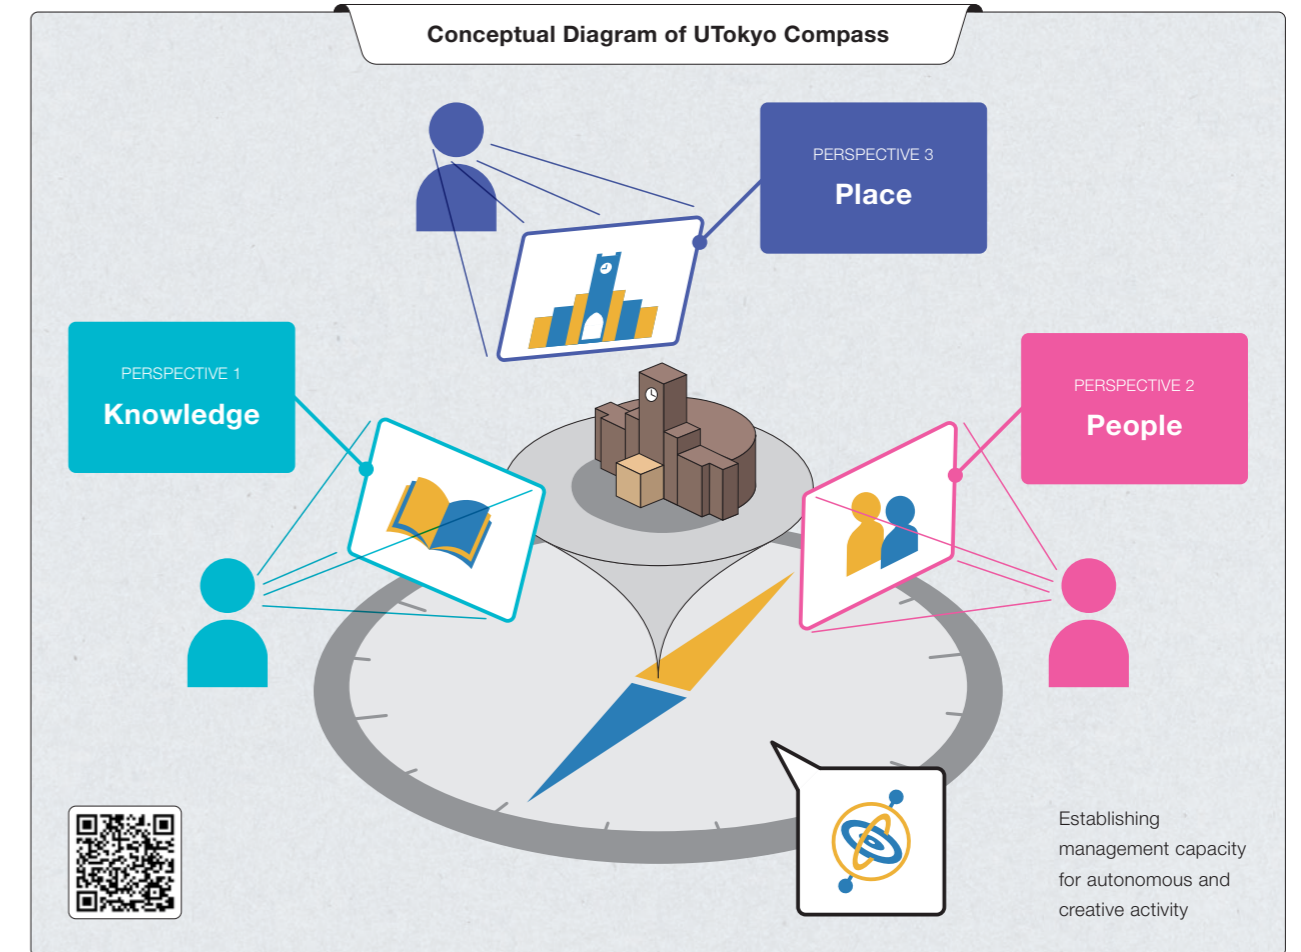 Conceptual Diagram of UTokyo Compass
PERSPECTIVE 3
Place
PERSPECTIVE 1
Knowledge
PERSPECTIVE 2
People
Establishing
management capacity
for autonomous and
creative activity